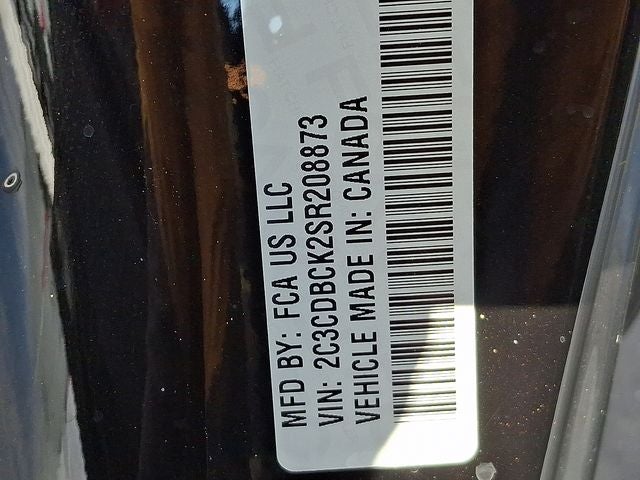 MFD BY: FCA US LLC
VIN: 2C3CDBCK2SR208873
VEHICLE MADE IN: CANADA